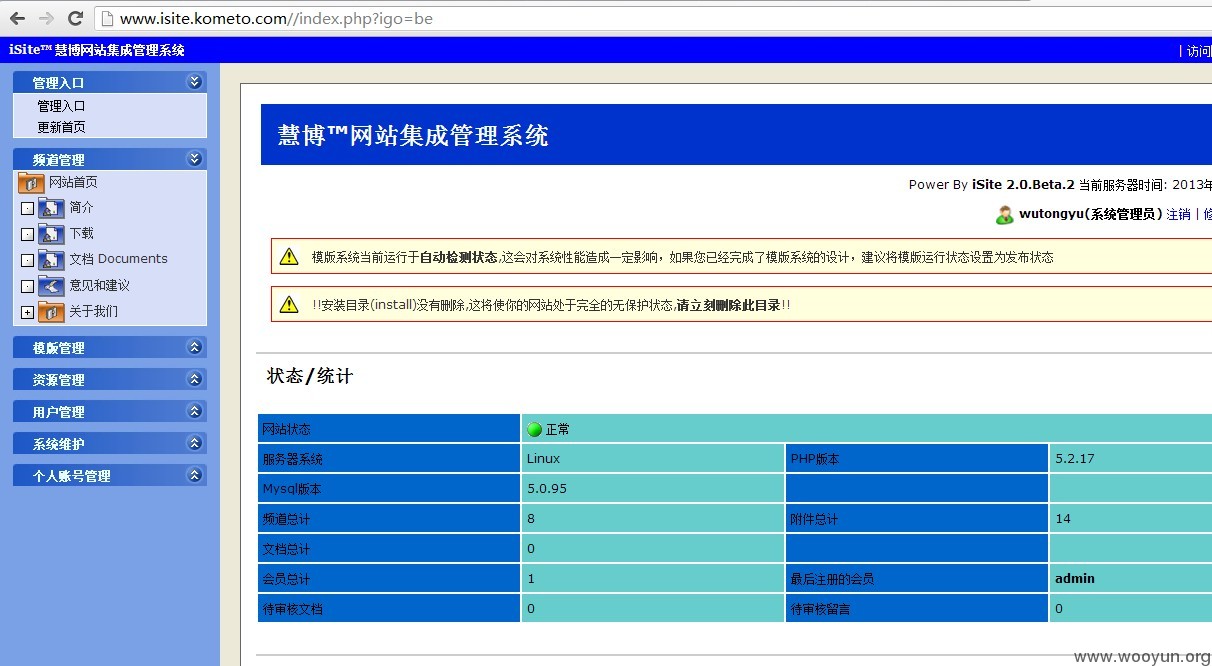 www.isite.kometo.com//index.php?igo=be
iSite™ 慧博网站集成管理系统
| 访问
管理入口
管理入口
更新首页
频道管理
网站首页
简介
下载
文档 Documents
意见和建议
关于我们
模版管理
资源管理
用户管理
系统维护
个人账号管理
慧博™网站集成管理系统
Power By iSite 2.0.Beta.2 当前服务器时间: 2013年
wutongyu(系统管理员) 注销 | 修
模版系统当前运行于自动检测状态,这会对系统性能造成一定影响，如果您已经完成了模版系统的设计，建议将模版运行状态设置为发布状态
!!安装目录(install)没有删除,这将使你的网站处于完全的无保护状态,请立刻删除此目录!!
状态/统计
网站状态 正常
服务器系统 Linux PHP版本 5.2.17
Mysql版本 5.0.95
频道总计 8 附件总计 14
文档总计 0
会员总计 1 最后注册的会员 admin
待审核文档 0 待审核留言 0
www.wooyun.org